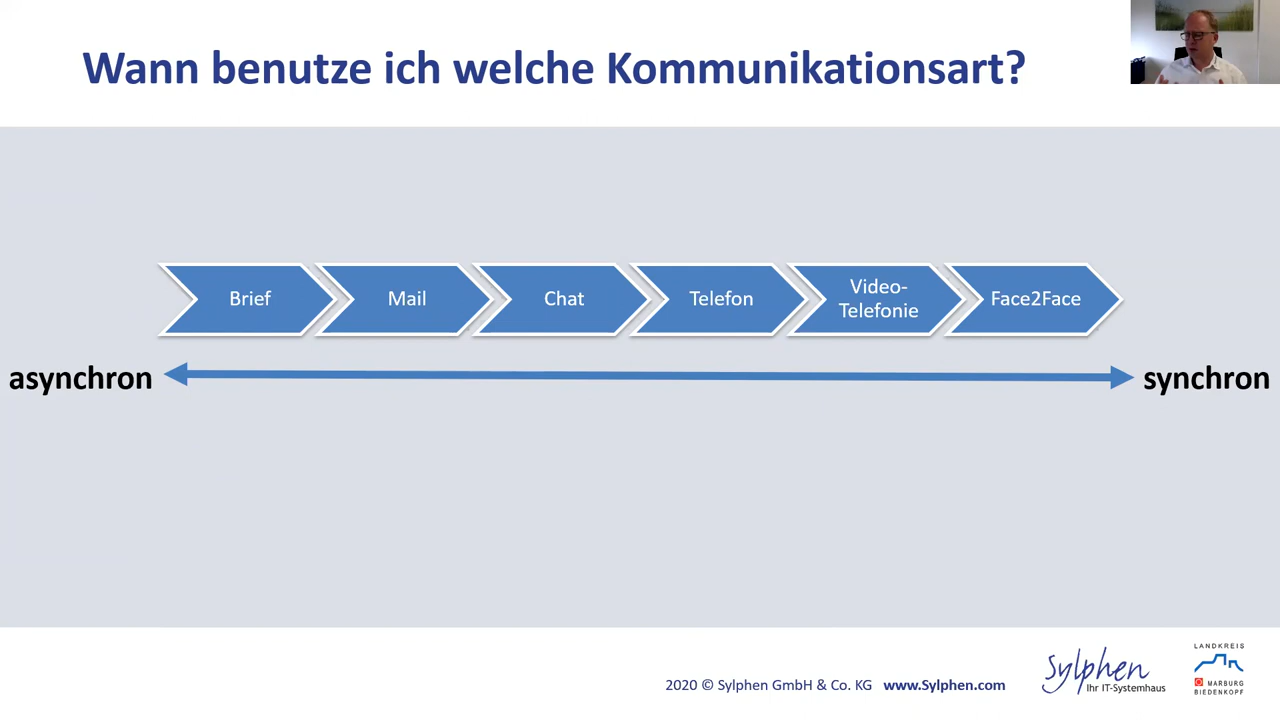 Wann benutze ich welche Kommunikationsart?
Brief
Mail
Chat
Telefon
Video-
Telefonie
Face2Face
asynchron
synchron
2020 © Sylphen GmbH & Co. KG www.Sylphen.com
Sylphen
Ihr IT-Systemhaus
LANDKREIS
MARBURG
BIEDENKOPF